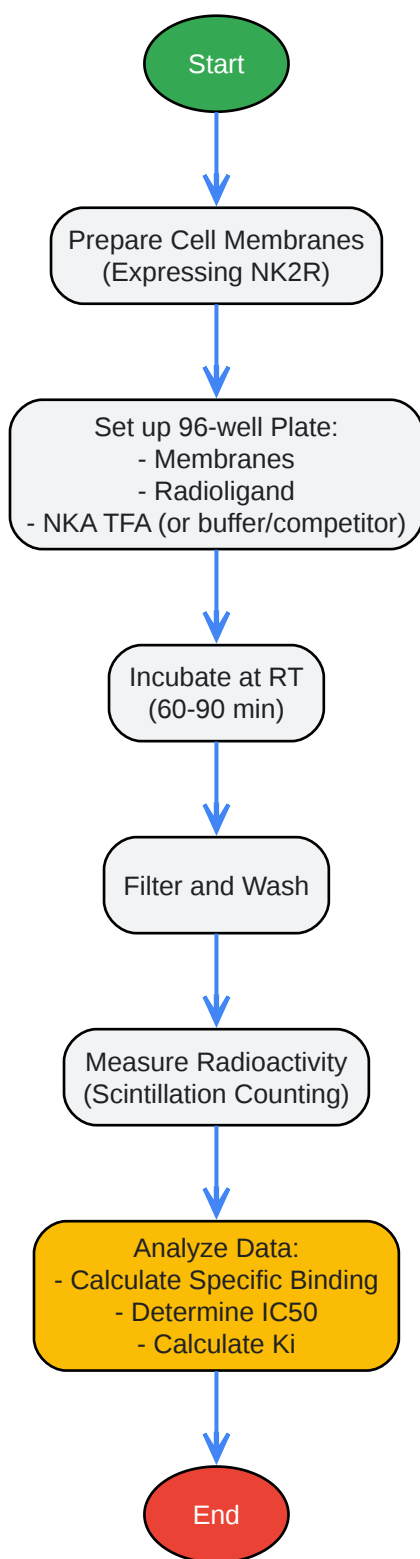 Start
Prepare Cell Membranes
(Expressing NK2R)
Set up 96-well Plate:
- Membranes
- Radioligand
- NKA TFA (or buffer/competitor)
Incubate at RT
(60-90 min)
Filter and Wash
Measure Radioactivity
(Scintillation Counting)
Analyze Data:
- Calculate Specific Binding
- Determine IC50
- Calculate Ki
End